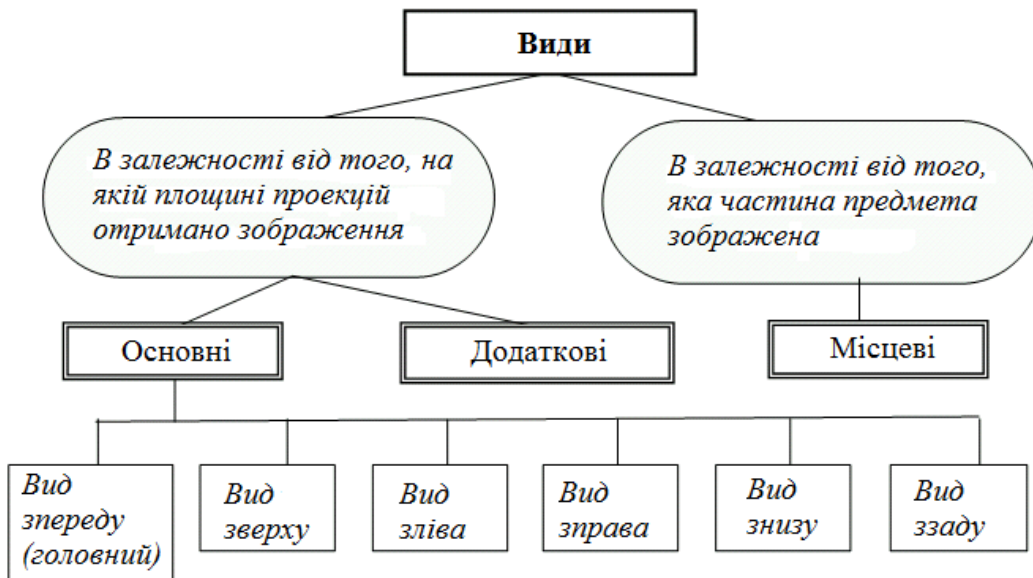 Види
В залежності від того, на
якій площині проекцій
отримано зображення
В залежності від того,
яка частина предмета
зображена
Основні
Додаткові
Місцеві
Вид
зпереду
(головний)
Вид
зверху
Вид
зліва
Вид
зправа
Вид
знизу
Вид
ззаду